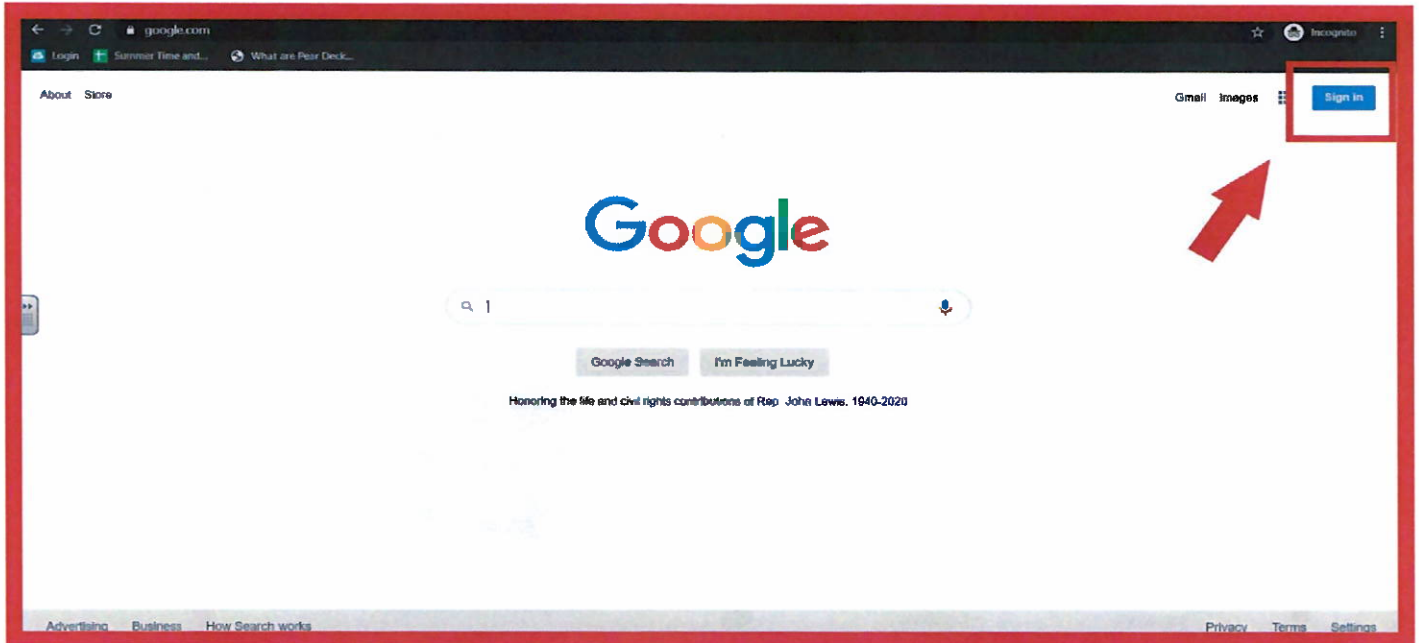 google.com
Incognito
Login Summer Time and... What are Pear Deck...
About Store
Gmail Images Sign in
Google
Google Search I'm Feeling Lucky
Honoring the life and civil rights contributions of Rep. John Lewis. 1940-2020
Advertising Business How Search works
Privacy Terms Settings